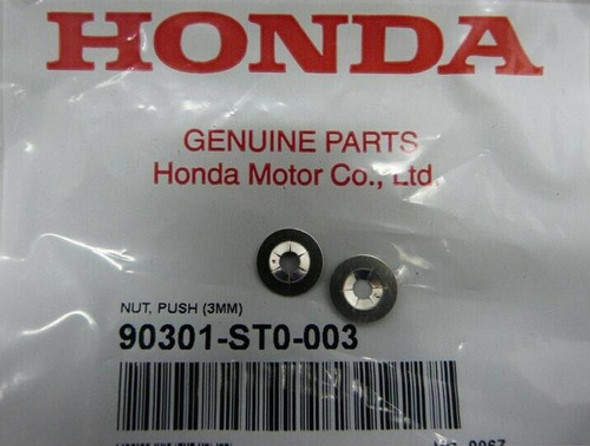 HONDA
GENUINE PARTS
Honda Motor Co., Ltd.
NUT, PUSH (3MM)
90301-ST0-003